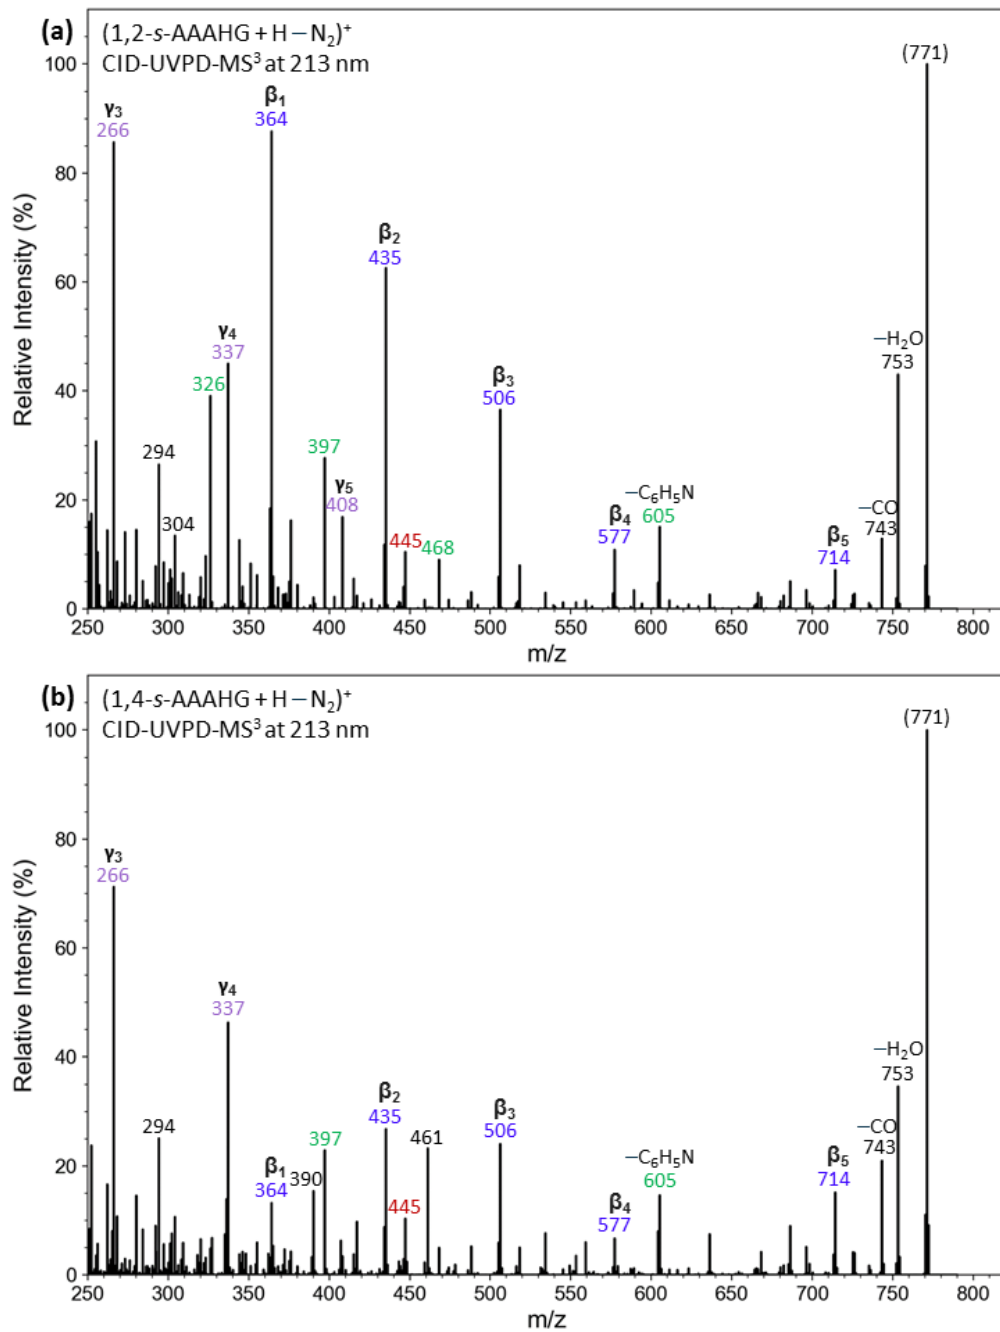 (a) (1,2-s-AAAHG + H − N₂)⁺
CID-UVPD-MS³ at 213 nm
Relative Intensity (%)
100
80
60
40
20
0
γ₃
266
294
304
326
γ₄
337
β₁
364
397
γ₅
408
β₂
435
445
468
β₃
506
β₄
577
−C₆H₅N
605
β₅
714
−CO
743
−H₂O
753
(771)
250 300 350 400 450 500 550 600 650 700 750 800
m/z
(b) (1,4-s-AAAHG + H − N₂)⁺
CID-UVPD-MS³ at 213 nm
Relative Intensity (%)
100
80
60
40
20
0
γ₃
266
294
γ₄
337
β₁
364
390
397
β₂
435
445
461
β₃
506
β₄
577
−C₆H₅N
605
β₅
714
−CO
743
−H₂O
753
(771)
250 300 350 400 450 500 550 600 650 700 750 800
m/z